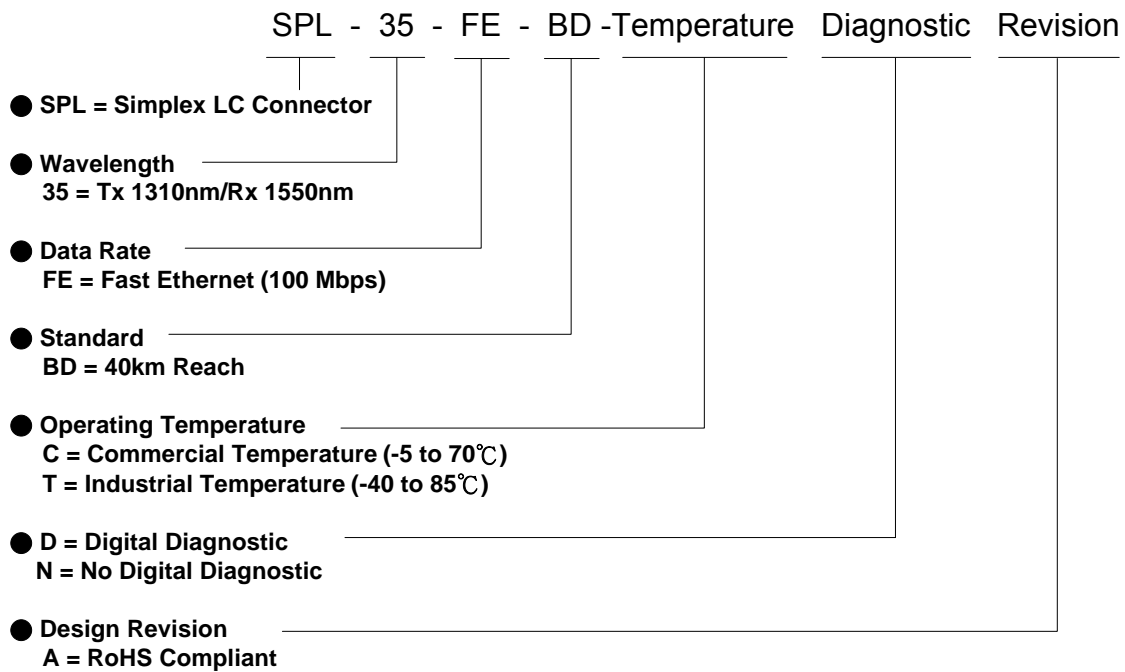 SPL - 35 - FE - BD -Temperature Diagnostic Revision
● SPL = Simplex LC Connector
● Wavelength
35 = Tx 1310nm/Rx 1550nm
● Data Rate
FE = Fast Ethernet (100 Mbps)
● Standard
BD = 40km Reach
● Operating Temperature
C = Commercial Temperature (-5 to 70℃)
T = Industrial Temperature (-40 to 85℃)
● D = Digital Diagnostic
N = No Digital Diagnostic
● Design Revision
A = RoHS Compliant